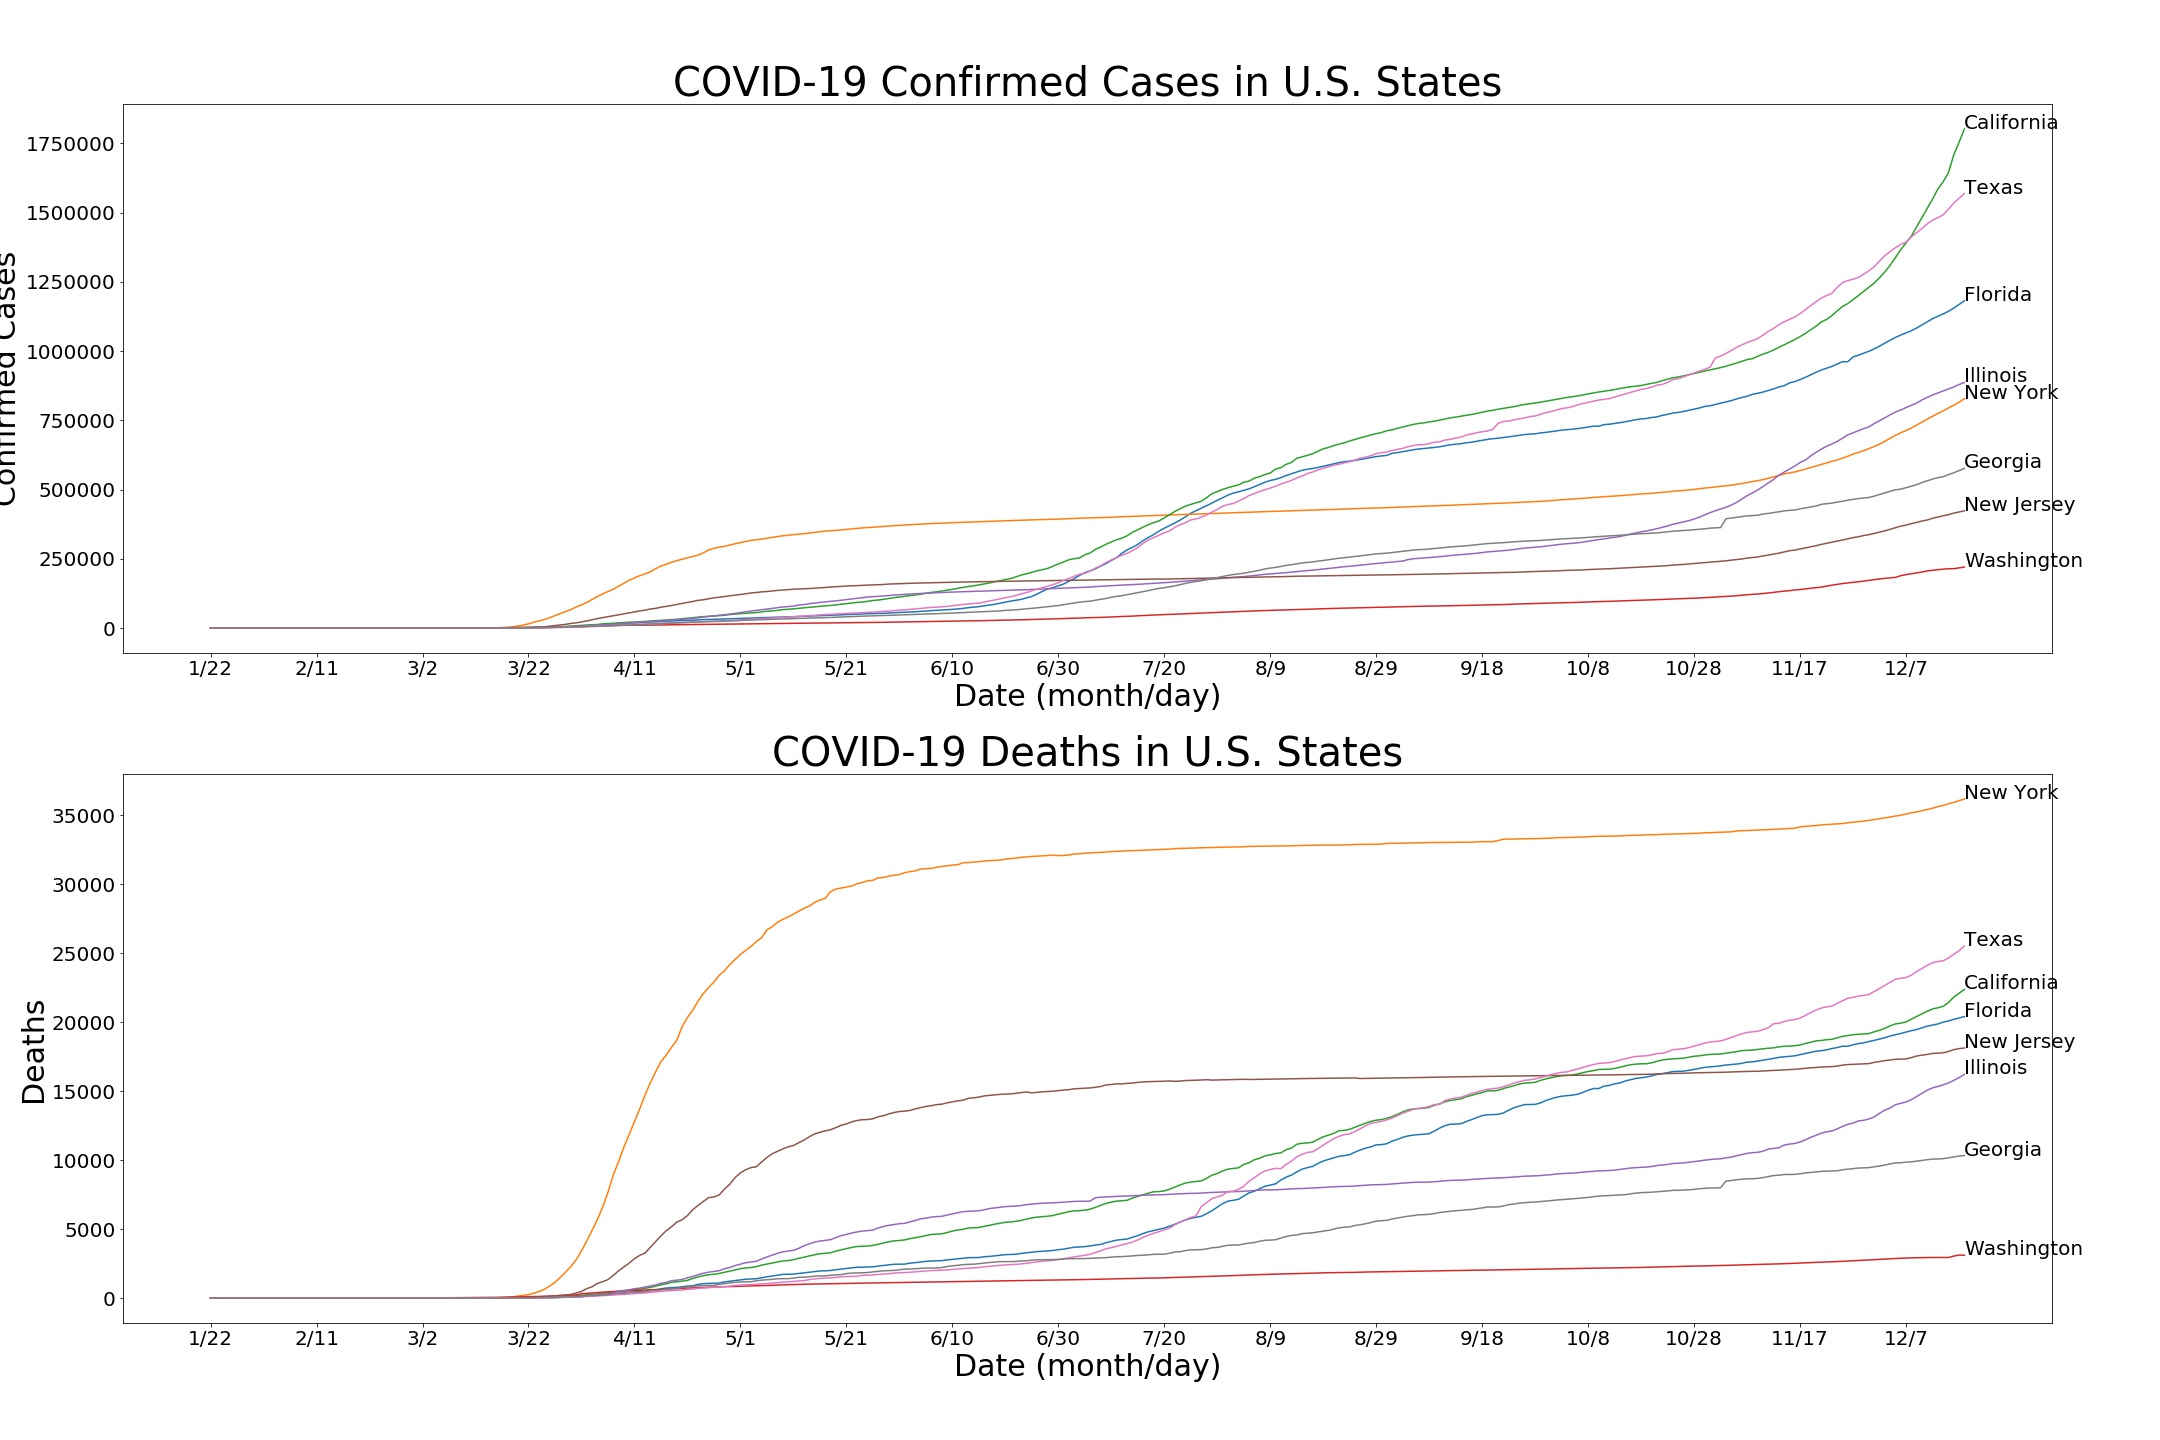 COVID-19 Confirmed Cases in U.S. States
Confirmed Cases
1750000
1500000
1250000
1000000
750000
500000
250000
0
California
Texas
Florida
Illinois
New York
Georgia
New Jersey
Washington
1/22 2/11 3/2 3/22 4/11 5/1 5/21 6/10 6/30 7/20 8/9 8/29 9/18 10/8 10/28 11/17 12/7
Date (month/day)
COVID-19 Deaths in U.S. States
Deaths
35000
30000
25000
20000
15000
10000
5000
0
New York
Texas
California
Florida
New Jersey
Illinois
Georgia
Washington
1/22 2/11 3/2 3/22 4/11 5/1 5/21 6/10 6/30 7/20 8/9 8/29 9/18 10/8 10/28 11/17 12/7
Date (month/day)